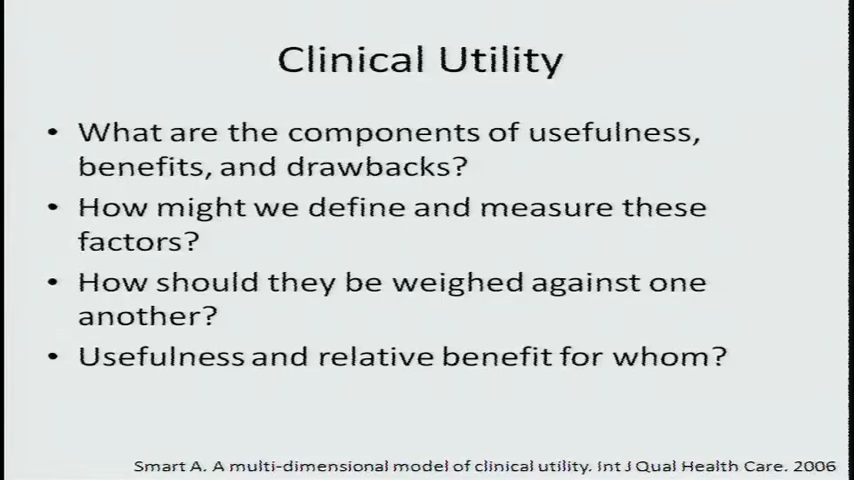 Clinical Utility
• What are the components of usefulness,
benefits, and drawbacks?
• How might we define and measure these
factors?
• How should they be weighed against one
another?
• Usefulness and relative benefit for whom?
Smart A. A multi-dimensional model of clinical utility. Int J Qual Health Care. 2006